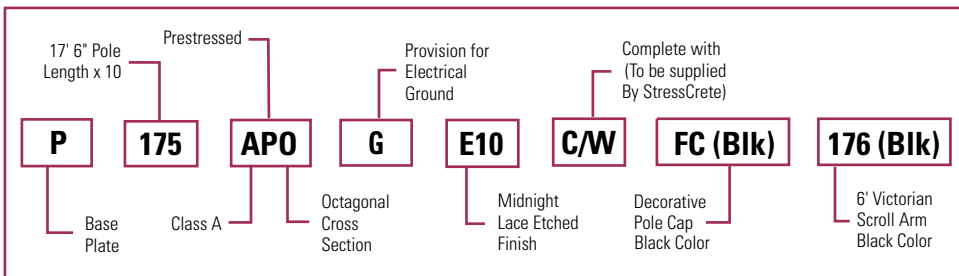 17' 6" Pole
Length x 10
Prestressed
Provision for
Electrical
Ground
Complete with
(To be supplied
By StressCrete)
P
175
APO
G
E10
C/W
FC (Blk)
176 (Blk)
Base
Plate
Class A
Octagonal
Cross
Section
Midnight
Lace Etched
Finish
Decorative
Pole Cap
Black Color
6' Victorian
Scroll Arm
Black Color